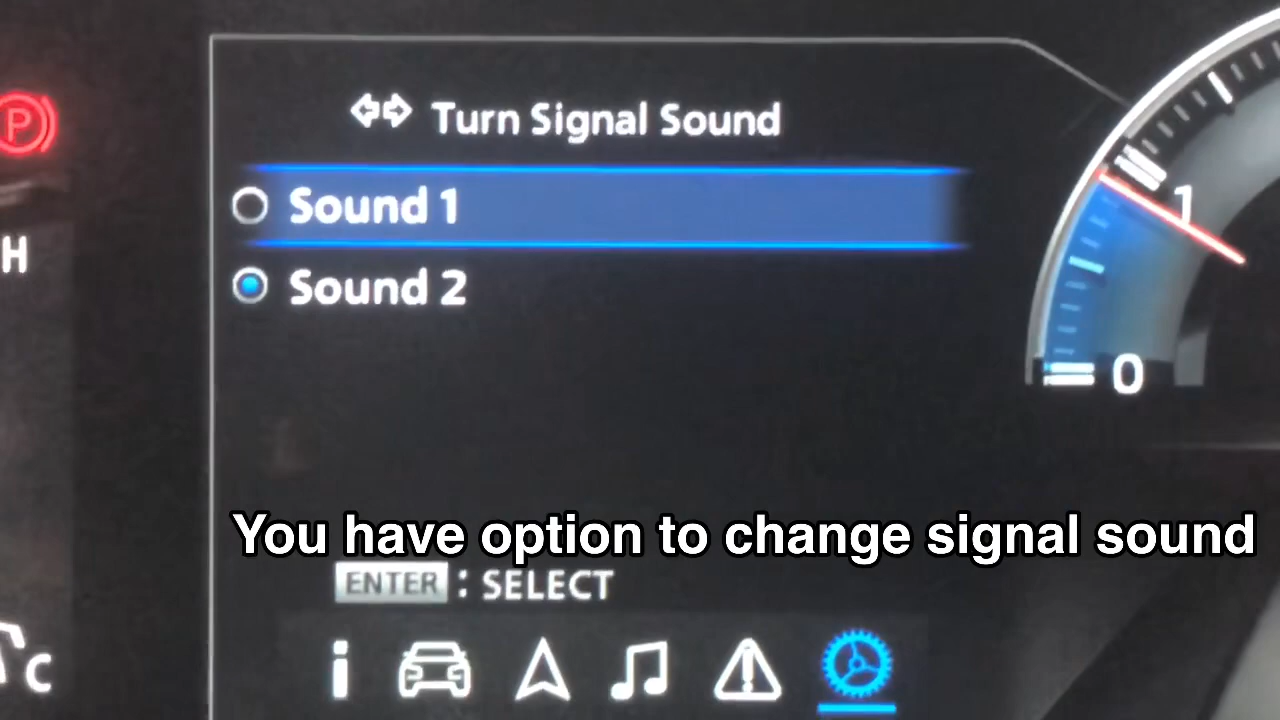 P
Turn Signal Sound
Sound 1
1
H
Sound 2
0
You have option to change signal sound
ENTER : SELECT
C